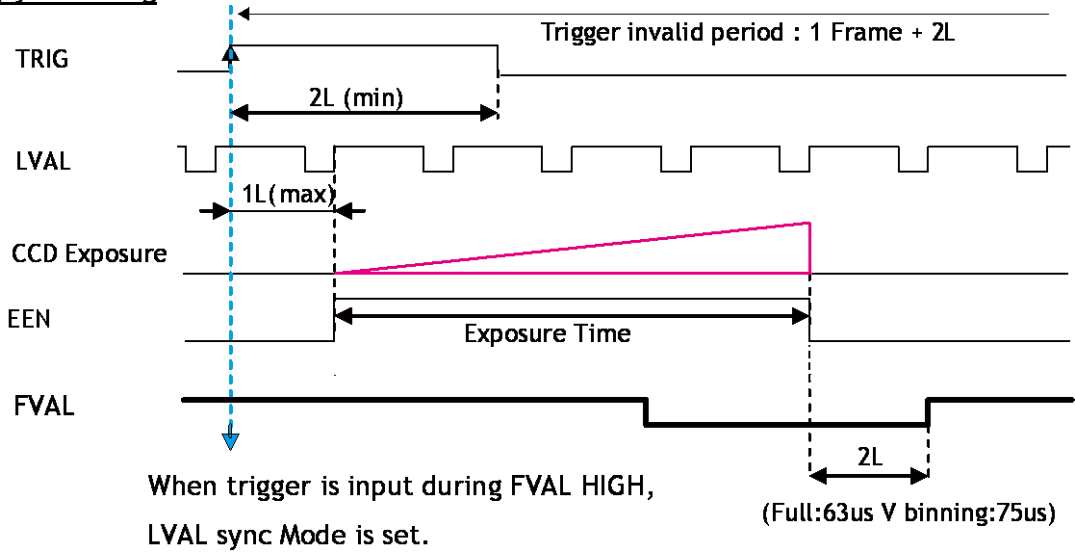 Trigger invalid period : 1 Frame + 2L
TRIG
2L (min)
LVAL
1L(max)
CCD Exposure
EEN
Exposure Time
FVAL
2L
When trigger is input during FVAL HIGH,
(Full:63us V binning:75us)
LVAL sync Mode is set.